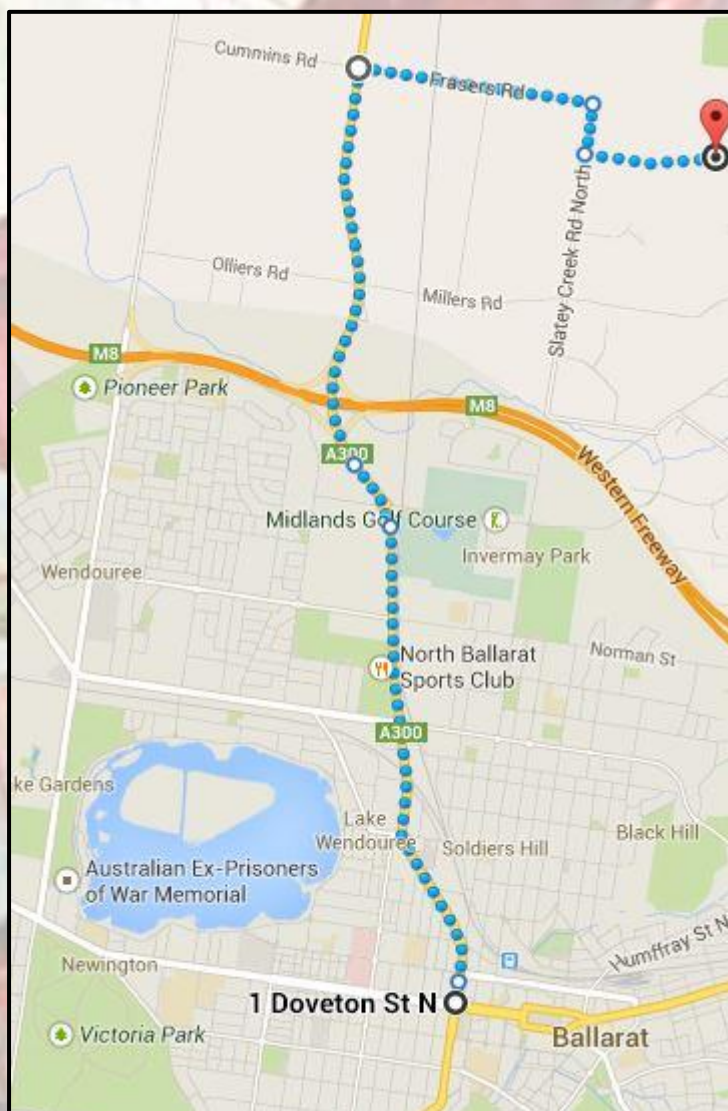 Cummins Rd
Frasers Rd
Slatey Creek Rd North
Olliers Rd
Millers Rd
M8
Pioneer Park
M8
A300
Western Freeway
Midlands Golf Course
Invermay Park
Wendouree
North Ballarat
Sports Club
Norman St
A300
ke Gardens
Lake
Wendouree
Soldiers Hill
Black Hill
Australian Ex-Prisoners
of War Memorial
Humffray St N
Newington
1 Doveton St N
Victoria Park
Ballarat